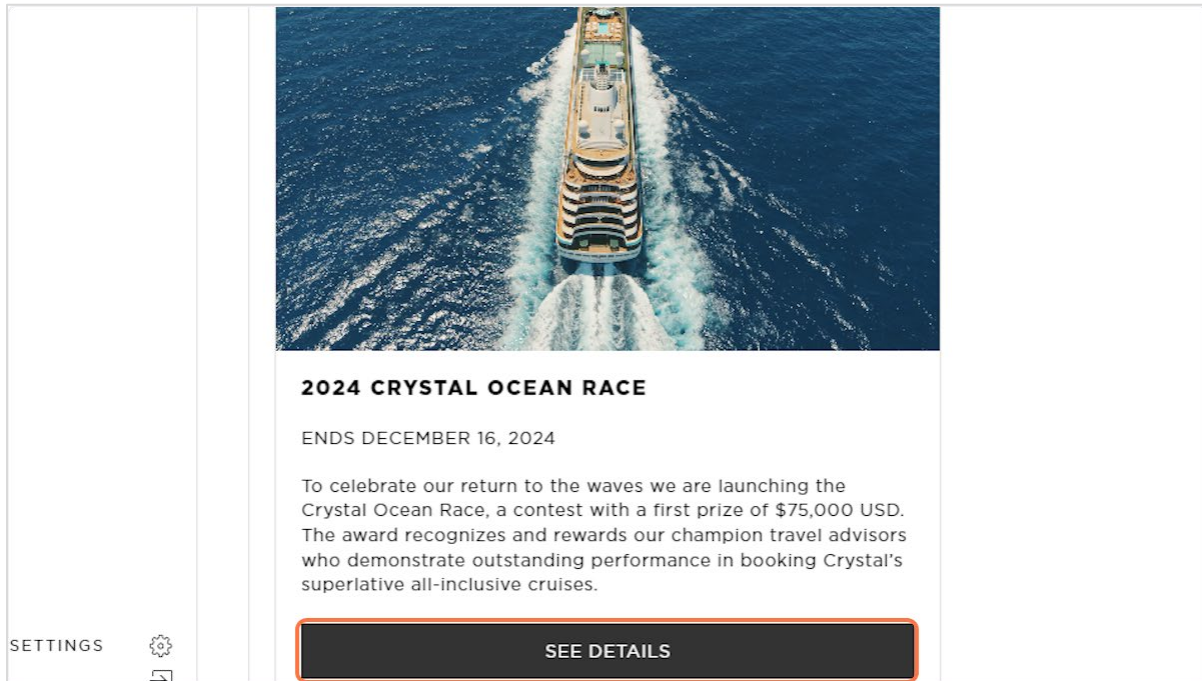 2024 CRYSTAL OCEAN RACE
ENDS DECEMBER 16, 2024
To celebrate our return to the waves we are launching the
Crystal Ocean Race, a contest with a first prize of $75,000 USD.
The award recognizes and rewards our champion travel advisors
who demonstrate outstanding performance in booking Crystal's
superlative all-inclusive cruises.
SETTINGS
SEE DETAILS